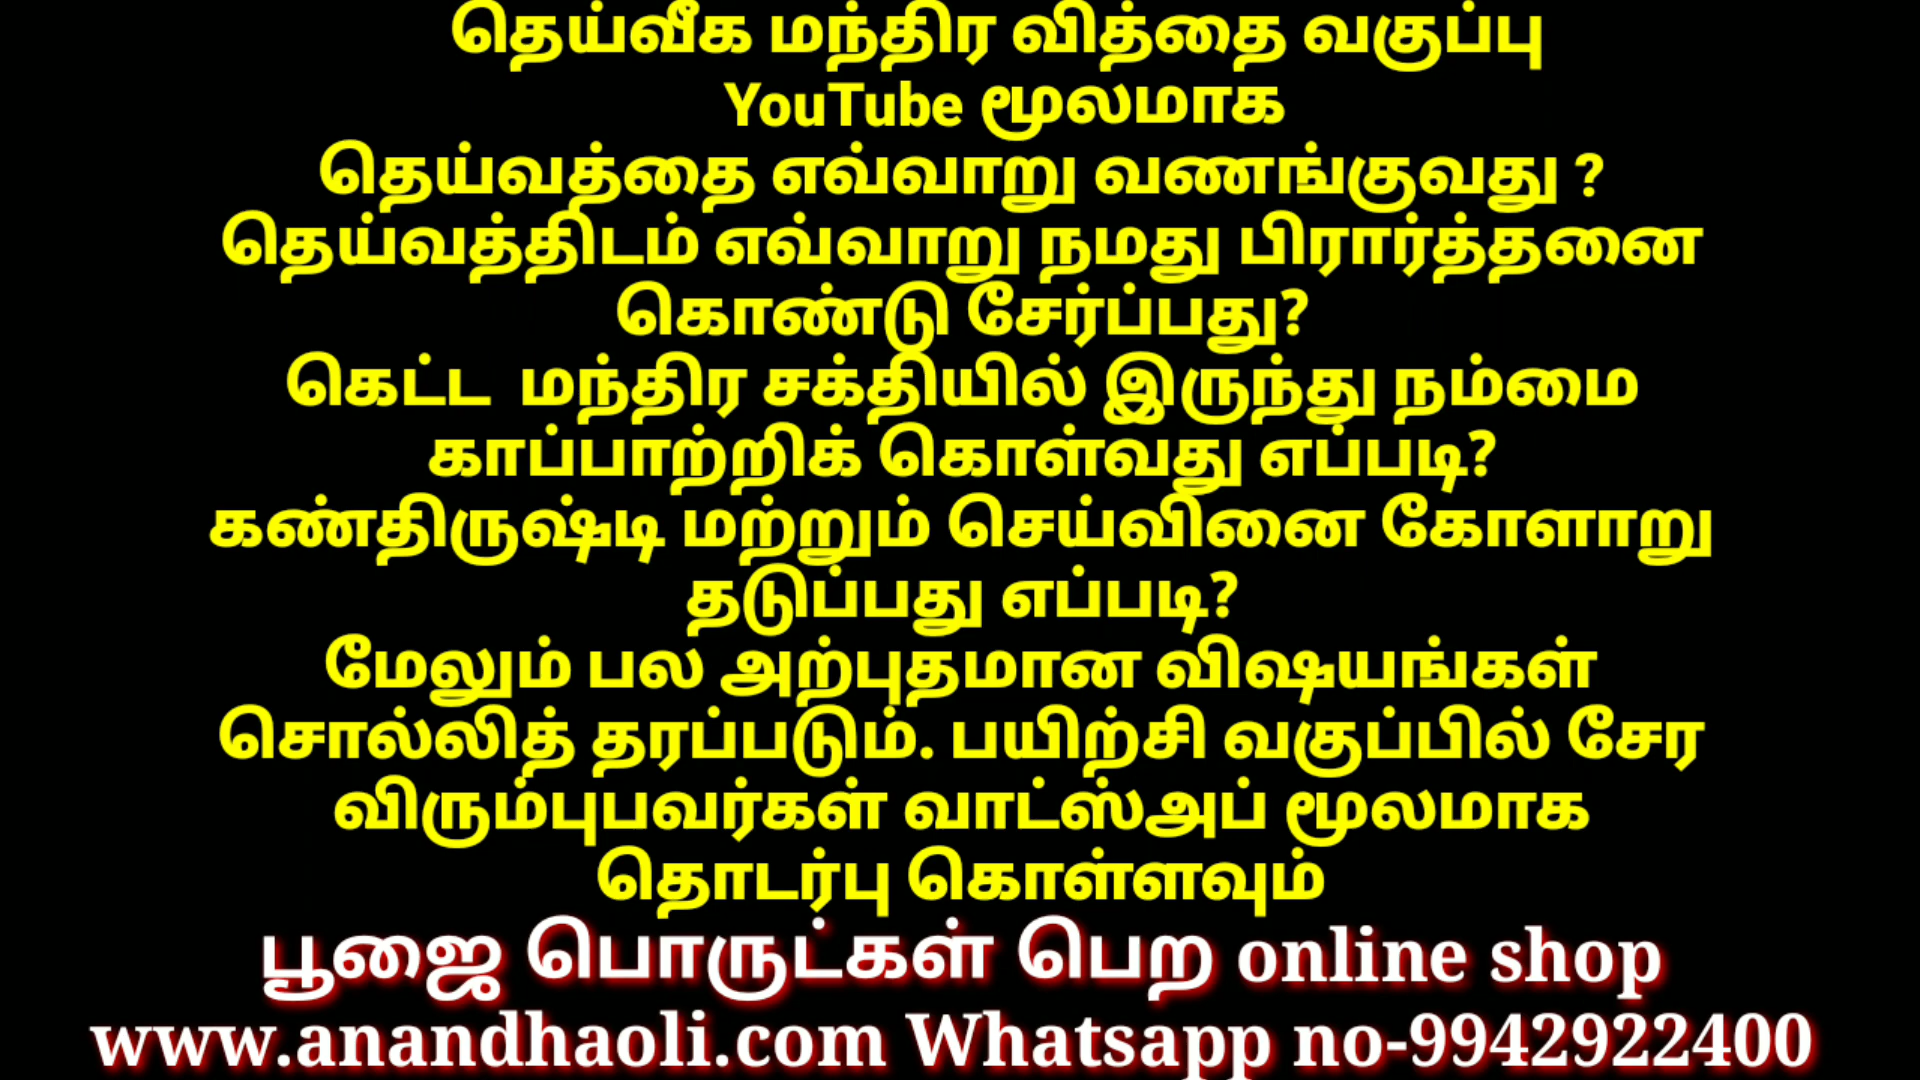 தெய்வீக மந்திர வித்தை வகுப்பு
YouTube மூலமாக
தெய்வத்தை எவ்வாறு வணங்குவது ?
தெய்வத்திடம் எவ்வாறு நமது பிரார்த்தனை
கொண்டு சேர்ப்பது?
கெட்ட மந்திர சக்தியில் இருந்து நம்மை
காப்பாற்றிக் கொள்வது எப்படி?
கண்திருஷ்டி மற்றும் செய்வினை கோளாறு
தடுப்பது எப்படி?
மேலும் பல அற்புதமான விஷயங்கள்
சொல்லித் தரப்படும். பயிற்சி வகுப்பில் சேர
விரும்புபவர்கள் வாட்ஸ்அப் மூலமாக
தொடர்பு கொள்ளவும்
பூஜை பொருட்கள் பெற online shop
www.anandhaoli.com Whatsapp no-9942922400